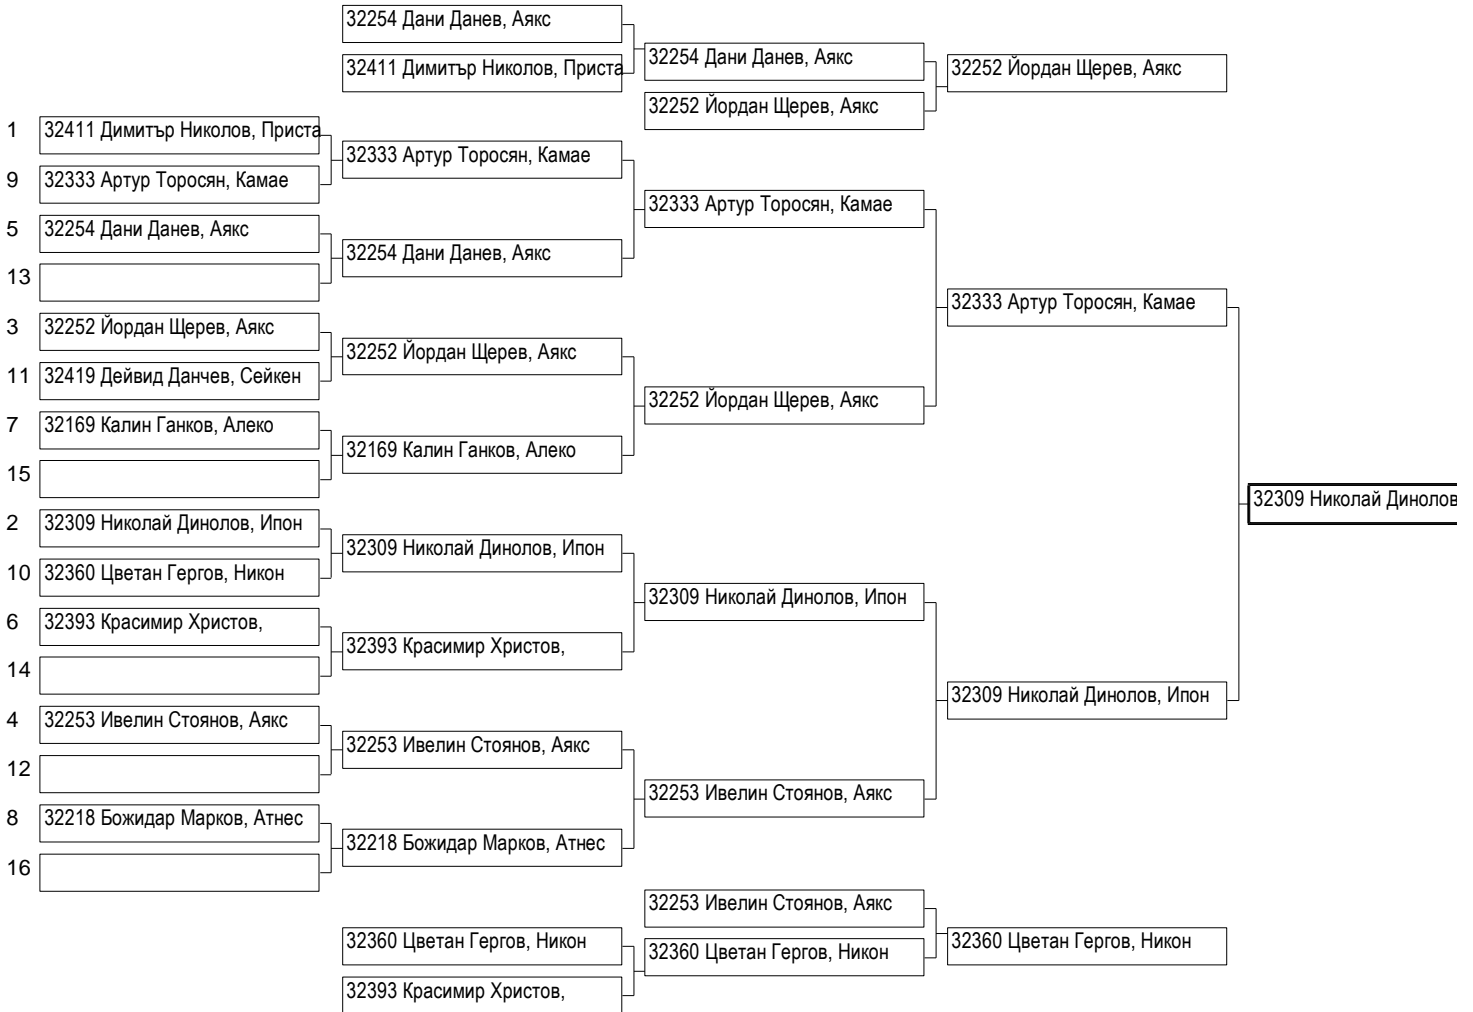 32254 Дани Данев, Аякс
32411 Димитър Николов, Приста
32254 Дани Данев, Аякс
32252 Йордан Щерев, Аякс
32252 Йордан Щерев, Аякс
1 32411 Димитър Николов, Приста
9 32333 Артур Торосян, Камае
5 32254 Дани Данев, Аякс
13
3 32252 Йордан Щерев, Аякс
11 32419 Дейвид Данчев, Сейкен
7 32169 Калин Ганков, Алеко
15
2 32309 Николай Динолов, Ипон
10 32360 Цветан Гергов, Никон
6 32393 Красимир Христов,
14
4 32253 Ивелин Стоянов, Аякс
12
8 32218 Божидар Марков, Атнес
16
32333 Артур Торосян, Камае
32254 Дани Данев, Аякс
32252 Йордан Щерев, Аякс
32169 Калин Ганков, Алеко
32309 Николай Динолов, Ипон
32393 Красимир Христов,
32253 Ивелин Стоянов, Аякс
32218 Божидар Марков, Атнес
32333 Артур Торосян, Камае
32252 Йордан Щерев, Аякс
32309 Николай Динолов, Ипон
32253 Ивелин Стоянов, Аякс
32333 Артур Торосян, Камае
32309 Николай Динолов, Ипон
32309 Николай Динолов
32360 Цветан Гергов, Никон
32393 Красимир Христов,
32253 Ивелин Стоянов, Аякс
32360 Цветан Гергов, Никон
32360 Цветан Гергов, Никон